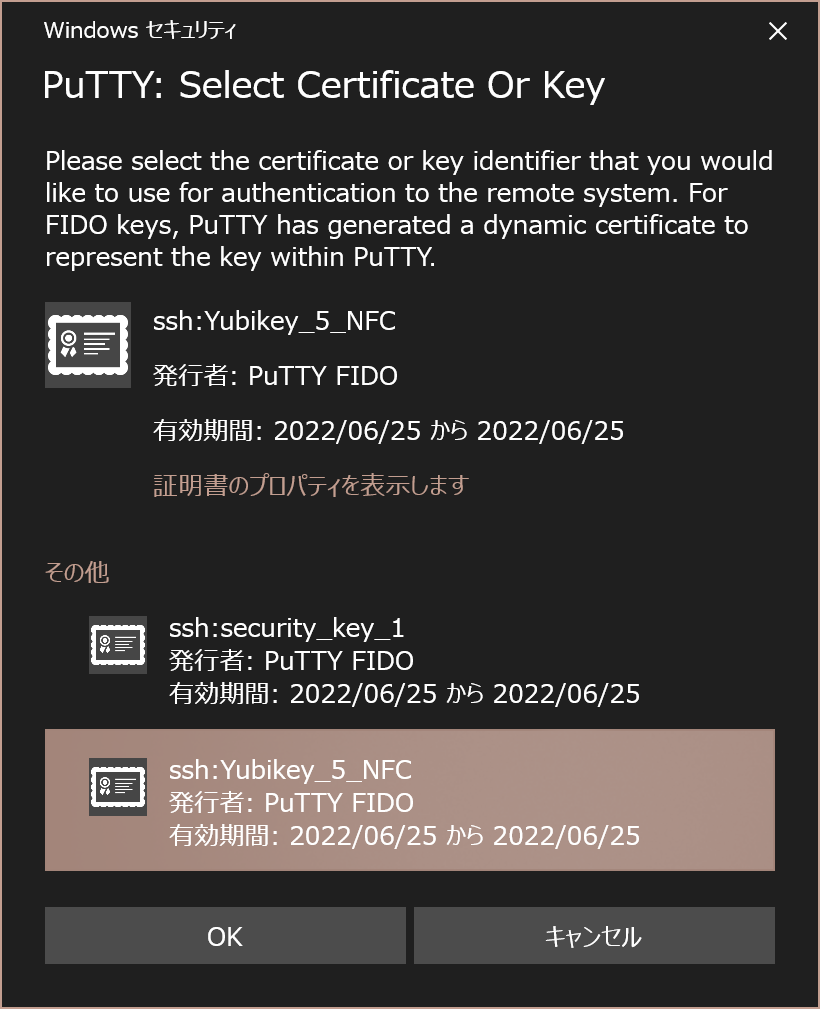 Windows セキュリティ
PuTTY: Select Certificate Or Key
Please select the certificate or key identifier that you would
like to use for authentication to the remote system. For
FIDO keys, PuTTY has generated a dynamic certificate to
represent the key within PuTTY.
ssh:Yubikey_5_NFC
発行者: PuTTY FIDO
有効期間: 2022/06/25 から 2022/06/25
証明書のプロパティを表示します
その他
ssh:security_key_1
発行者: PuTTY FIDO
有効期間: 2022/06/25 から 2022/06/25
ssh:Yubikey_5_NFC
発行者: PuTTY FIDO
有効期間: 2022/06/25 から 2022/06/25
OK
キャンセル